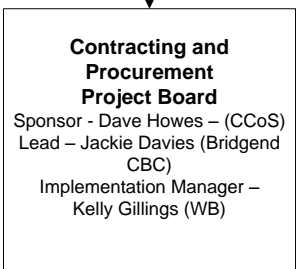 Contracting and
Procurement
Project Board
Sponsor - Dave Howes – (CCoS)
Lead – Jackie Davies (Bridgend
CBC)
Implementation Manager –
Kelly Gillings (WB)